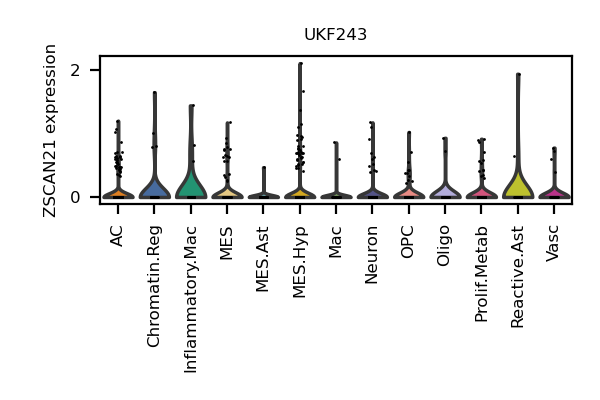 UKF243
ZSCAN21 expression
2
0
AC
Chromatin.Reg
Inflammatory.Mac
MES
MES.Ast
MES.Hyp
Mac
Neuron
OPC
Oligo
Prolif.Metab
Reactive.Ast
Vasc